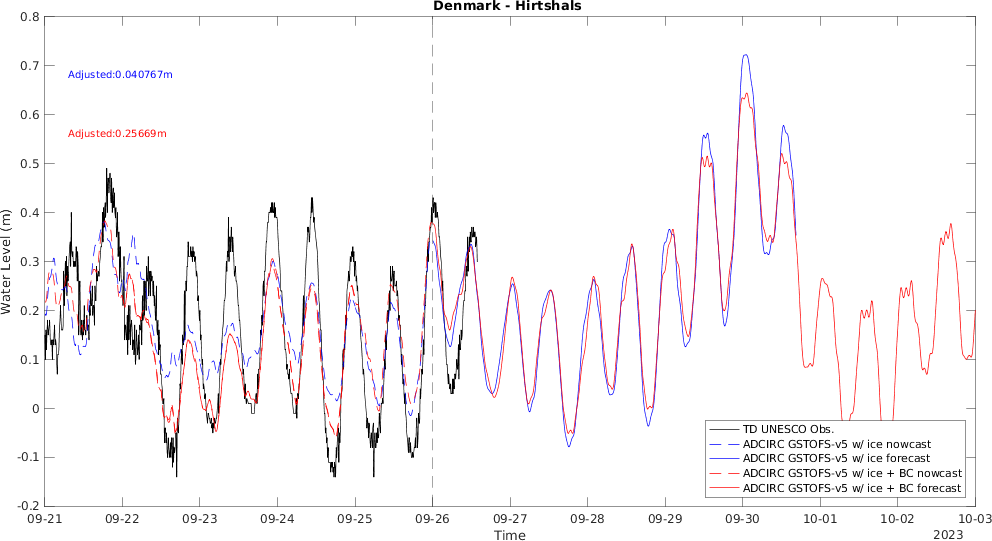 Denmark - Hirtshals
0.8
0.7
0.6
0.5
0.4
0.3
0.2
0.1
0
-0.1
-0.2
Water Level (m)
Adjusted:0.040767m
Adjusted:0.25669m
TD UNESCO Obs.
ADCIRC GSTOFS-v5 w/ ice nowcast
ADCIRC GSTOFS-v5 w/ ice forecast
ADCIRC GSTOFS-v5 w/ ice + BC nowcast
ADCIRC GSTOFS-v5 w/ ice + BC forecast
09-21 09-22 09-23 09-24 09-25 09-26 09-27 09-28 09-29 09-30 10-01 10-02 10-03
Time
2023